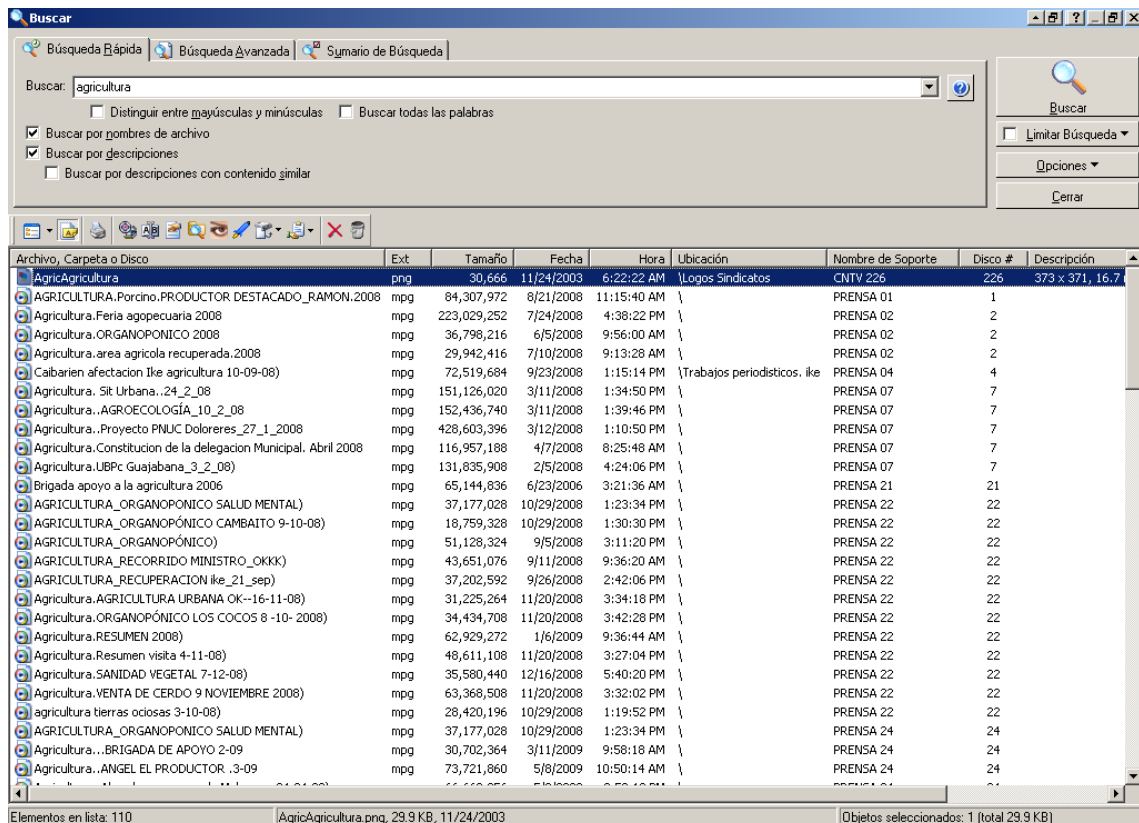 Buscar
Búsqueda Rápida Búsqueda Avanzada Sumario de Búsqueda
Buscar: agricultura
Distinguir entre mayúsculas y minúsculas Buscar todas las palabras
Buscar por nombres de archivo
Buscar por descripciones
Buscar por descripciones con contenido similar
Buscar
Limitar Búsqueda
Opciones
Cerrar
Archivo, Carpeta o Disco Ext Tamaño Fecha Hora Ubicación Nombre de Soporte Disco # Descripción
AgricAgricultura png 30,666 11/24/2003 6:22:22 AM \Logos Sindicatos CNTV 226 226 373 x 371, 16.7
AGRICULTURA.Porcino.PRODUCTOR DESTACADO_RAMON.2008 mpg 84,307,972 8/21/2008 11:15:40 AM \ PRENSA 01 1
Agricultura.Feria agopecuaria 2008 mpg 223,029,252 7/24/2008 4:38:22 PM \ PRENSA 02 2
Agricultura.ORGANOPONICO 2008 mpg 36,798,216 6/5/2008 9:56:00 AM \ PRENSA 02 2
Agricultura.area agricola recuperada.2008 mpg 29,942,416 7/10/2008 9:13:28 AM \ PRENSA 02 2
Caibarien afectacion Ike agricultura 10-09-08) mpg 72,519,684 9/23/2008 1:15:14 PM \Trabajos periodisticos. ike PRENSA 04 4
Agricultura. Sit Urbana..24_2_08 mpg 151,126,020 3/11/2008 1:34:50 PM \ PRENSA 07 7
Agricultura..AGROECOLOGÍA_10_2_08 mpg 152,436,740 3/11/2008 1:39:46 PM \ PRENSA 07 7
Agricultura..Proyecto PNUC Doloreres_27_1_2008 mpg 428,603,396 3/12/2008 1:10:50 PM \ PRENSA 07 7
Agricultura.Constitucion de la delegacion Municipal. Abril 2008 mpg 116,957,188 4/7/2008 8:25:48 AM \ PRENSA 07 7
Agricultura.UBPc Guajabana_3_2_08) mpg 131,835,908 2/5/2008 4:24:06 PM \ PRENSA 07 7
Brigada apoyo a la agricultura 2006 mpg 65,144,836 6/23/2006 3:21:36 AM \ PRENSA 21 21
AGRICULTURA_ORGANOPONICO SALUD MENTAL) mpg 37,177,028 10/29/2008 1:23:34 PM \ PRENSA 22 22
AGRICULTURA_ORGANOPÓNICO CAMBAITO 9-10-08) mpg 18,759,328 10/29/2008 1:30:30 PM \ PRENSA 22 22
AGRICULTURA_ORGANOPÓNICO) mpg 51,128,324 9/5/2008 3:11:20 PM \ PRENSA 22 22
AGRICULTURA_RECORRIDO MINISTRO_OKKK) mpg 43,651,076 9/11/2008 9:36:20 AM \ PRENSA 22 22
AGRICULTURA_RECUPERACION ike_21_sep) mpg 37,202,592 9/26/2008 2:42:06 PM \ PRENSA 22 22
Agricultura.AGRICULTURA URBANA OK--16-11-08) mpg 31,225,264 11/20/2008 3:34:18 PM \ PRENSA 22 22
Agricultura.ORGANOPÓNICO LOS COCOS 8 -10- 2008) mpg 34,434,708 11/20/2008 3:42:28 PM \ PRENSA 22 22
Agricultura.RESUMEN 2008) mpg 62,929,272 1/6/2009 9:36:44 AM \ PRENSA 22 22
Agricultura.Resumen visita 4-11-08) mpg 48,611,108 11/20/2008 3:27:04 PM \ PRENSA 22 22
Agricultura.SANIDAD VEGETAL 7-12-08) mpg 35,580,440 12/16/2008 5:40:20 PM \ PRENSA 22 22
Agricultura.VENTA DE CERDO 9 NOVIEMBRE 2008) mpg 63,368,508 11/20/2008 3:32:02 PM \ PRENSA 22 22
agricultura tierras ociosas 3-10-08) mpg 28,420,196 10/29/2008 1:19:52 PM \ PRENSA 22 22
AGRICULTURA_ORGANOPONICO SALUD MENTAL) mpg 37,177,028 10/29/2008 1:23:34 PM \ PRENSA 24 24
Agricultura...BRIGADA DE APOYO 2-09 mpg 30,702,364 3/11/2009 9:58:18 AM \ PRENSA 24 24
Agricultura..ANGEL EL PRODUCTOR .3-09 mpg 73,721,860 5/8/2009 10:50:14 AM \ PRENSA 24 24
Elementos en lista: 110 AgricAgricultura.png, 29.9 KB, 11/24/2003 Objetos seleccionados: 1 (total 29.9 KB)